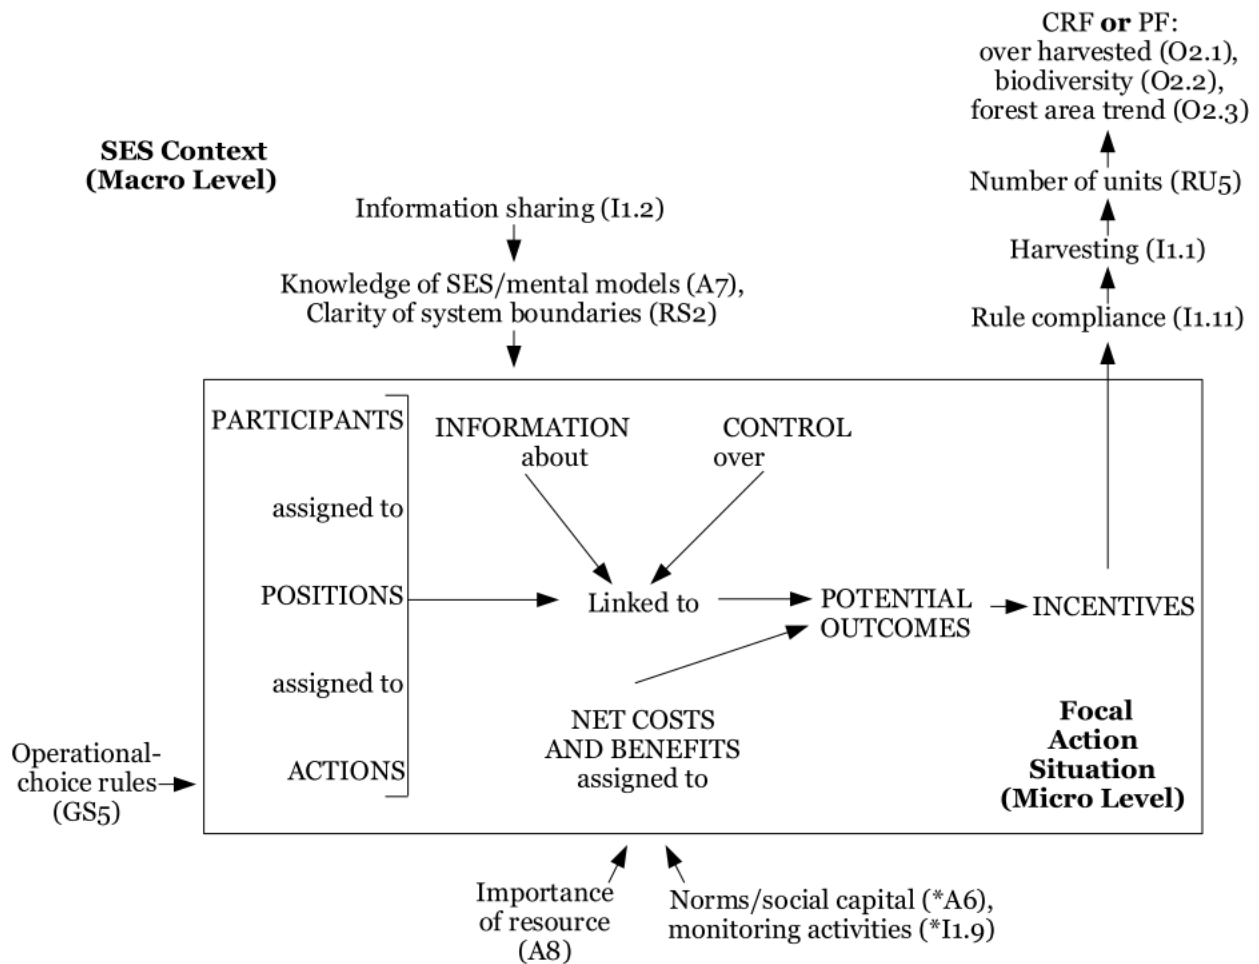 CRF or PF:
over harvested (O2.1),
biodiversity (O2.2),
forest area trend (O2.3)
SES Context
(Macro Level)
Number of units (RU5)
Information sharing (I1.2)
Harvesting (I1.1)
Knowledge of SES/mental models (A7),
Clarity of system boundaries (RS2)
Rule compliance (I1.11)
PARTICIPANTS
assigned to
POSITIONS
assigned to
ACTIONS
INFORMATION
about
CONTROL
over
Linked to
POTENTIAL
OUTCOMES
INCENTIVES
NET COSTS
AND BENEFITS
assigned to
Focal
Action
Situation
(Micro Level)
Operational-
choice rules
(GS5)
Importance
of resource
(A8)
Norms/social capital (*A6),
monitoring activities (*I1.9)